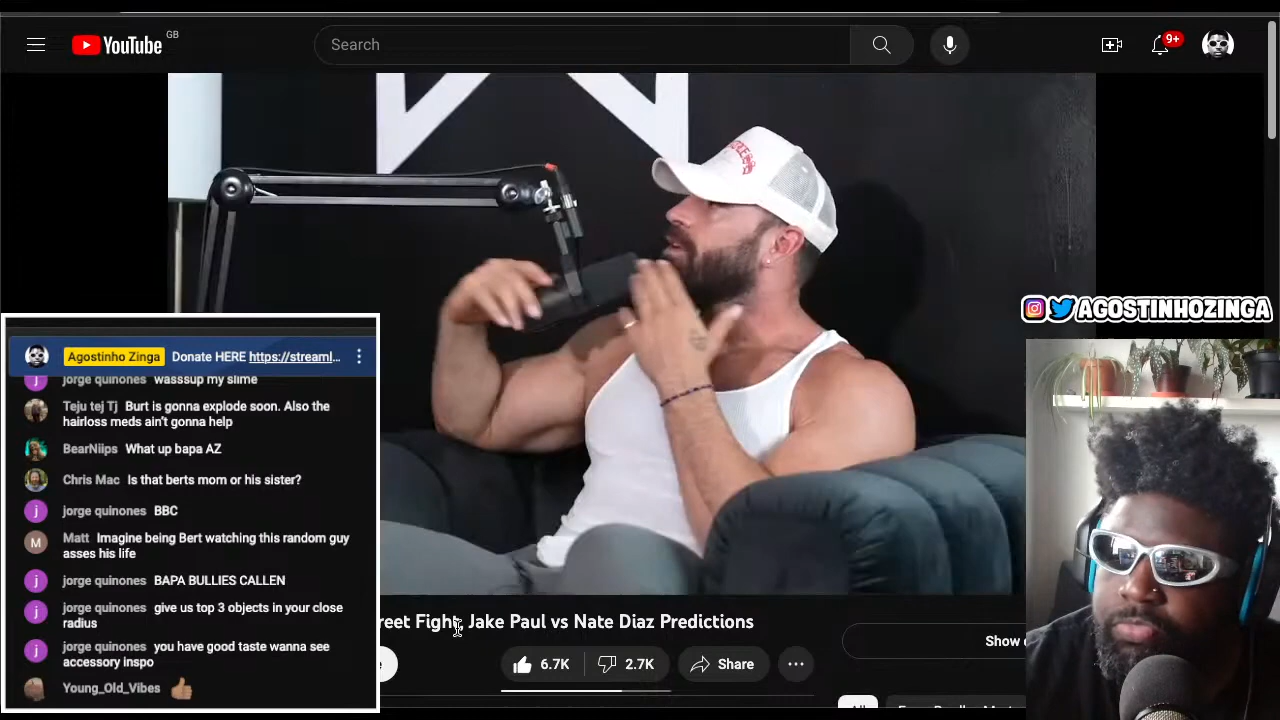 YouTube GB
Search
9+
@AGOSTINHOZINGA
Agostinho Zinga Donate HERE https://streaml...
jorge quinones wasssup my slime
Teju tej Tj Burt is gonna explode soon. Also the
hairloss meds ain't gonna help
BearNiips What up bapa AZ
Chris Mac Is that berts mom or his sister?
jorge quinones BBC
M
Matt Imagine being Bert watching this random guy
asses his life
j
jorge quinones BAPA BULLIES CALLEN
j
jorge quinones give us top 3 objects in your close
radius
j
jorge quinones you have good taste wanna see
accessory inspo
Young_Old_Vibes
reet Fight, Jake Paul vs Nate Diaz Predictions
6.7K
2.7K
Share
Show
All